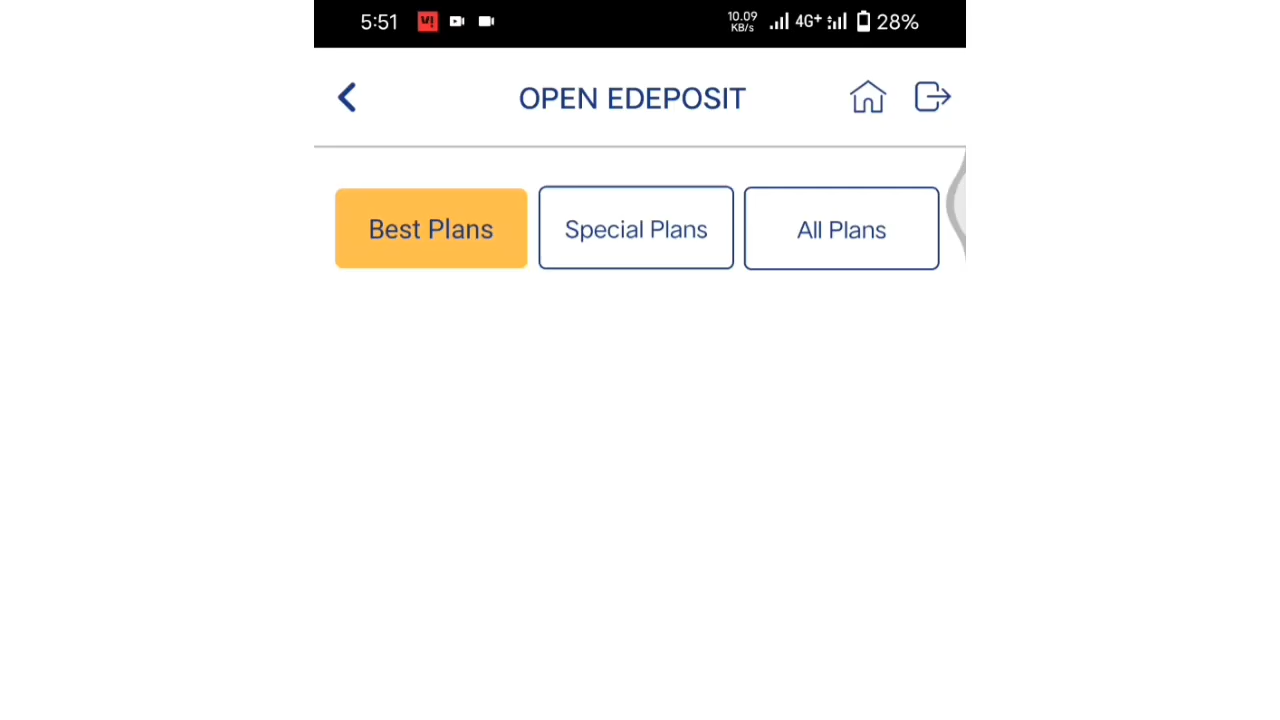 5:51 10.09 KB/s 4G+ 28%
OPEN EDEPOSIT
Best Plans Special Plans All Plans